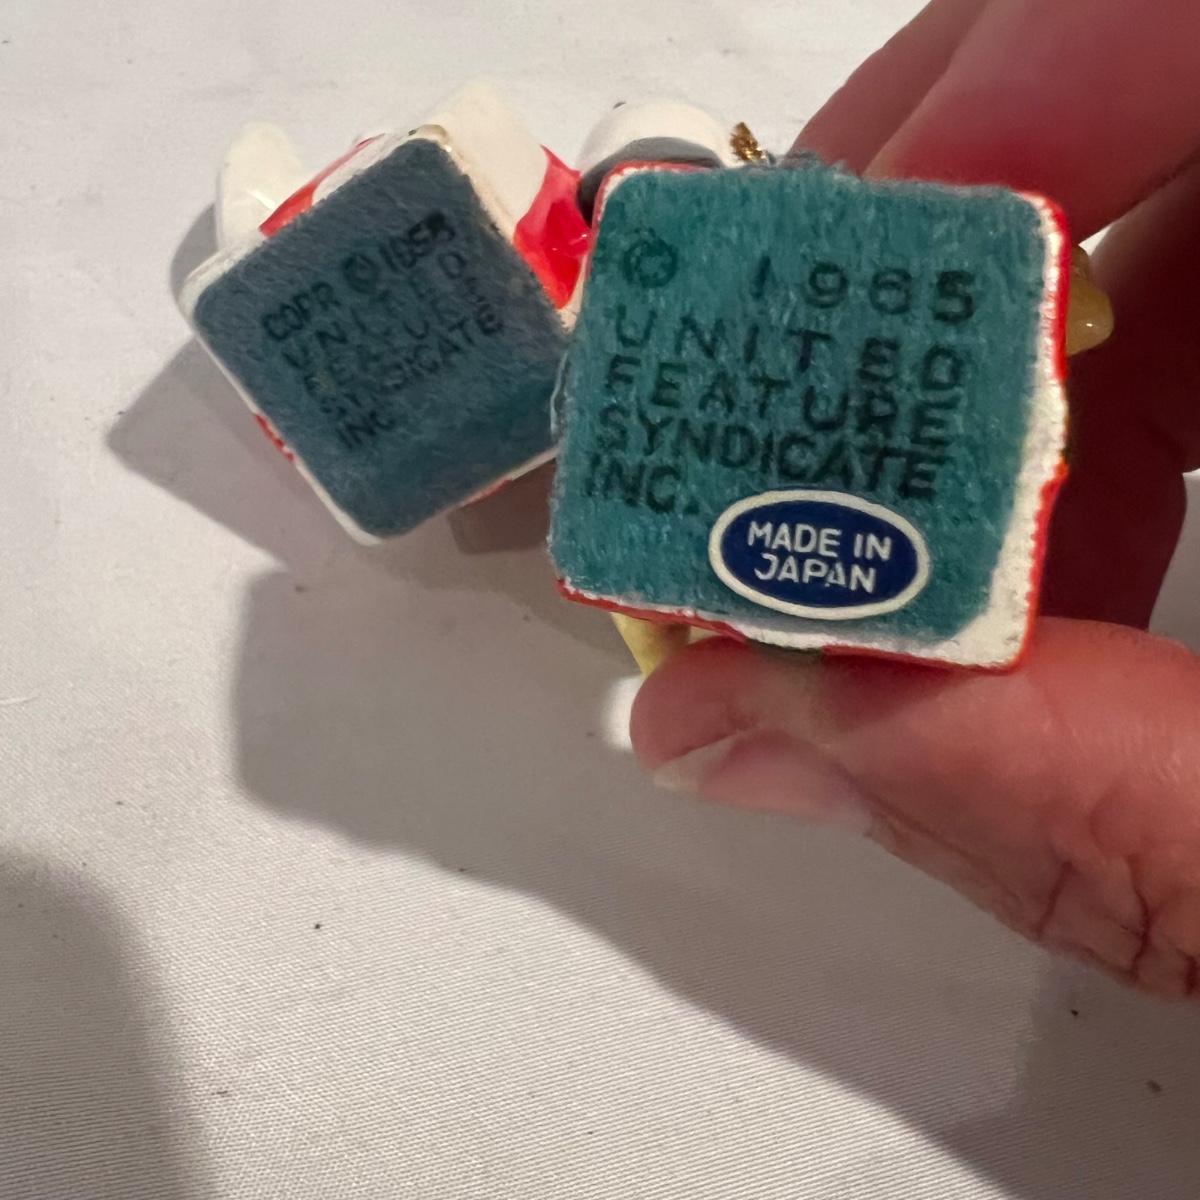 COPR © 1958
UNITED
FEATURE
SYNDICATE
INC.
© 1965
UNITED
FEATURE
SYNDICATE
INC.
MADE IN
JAPAN